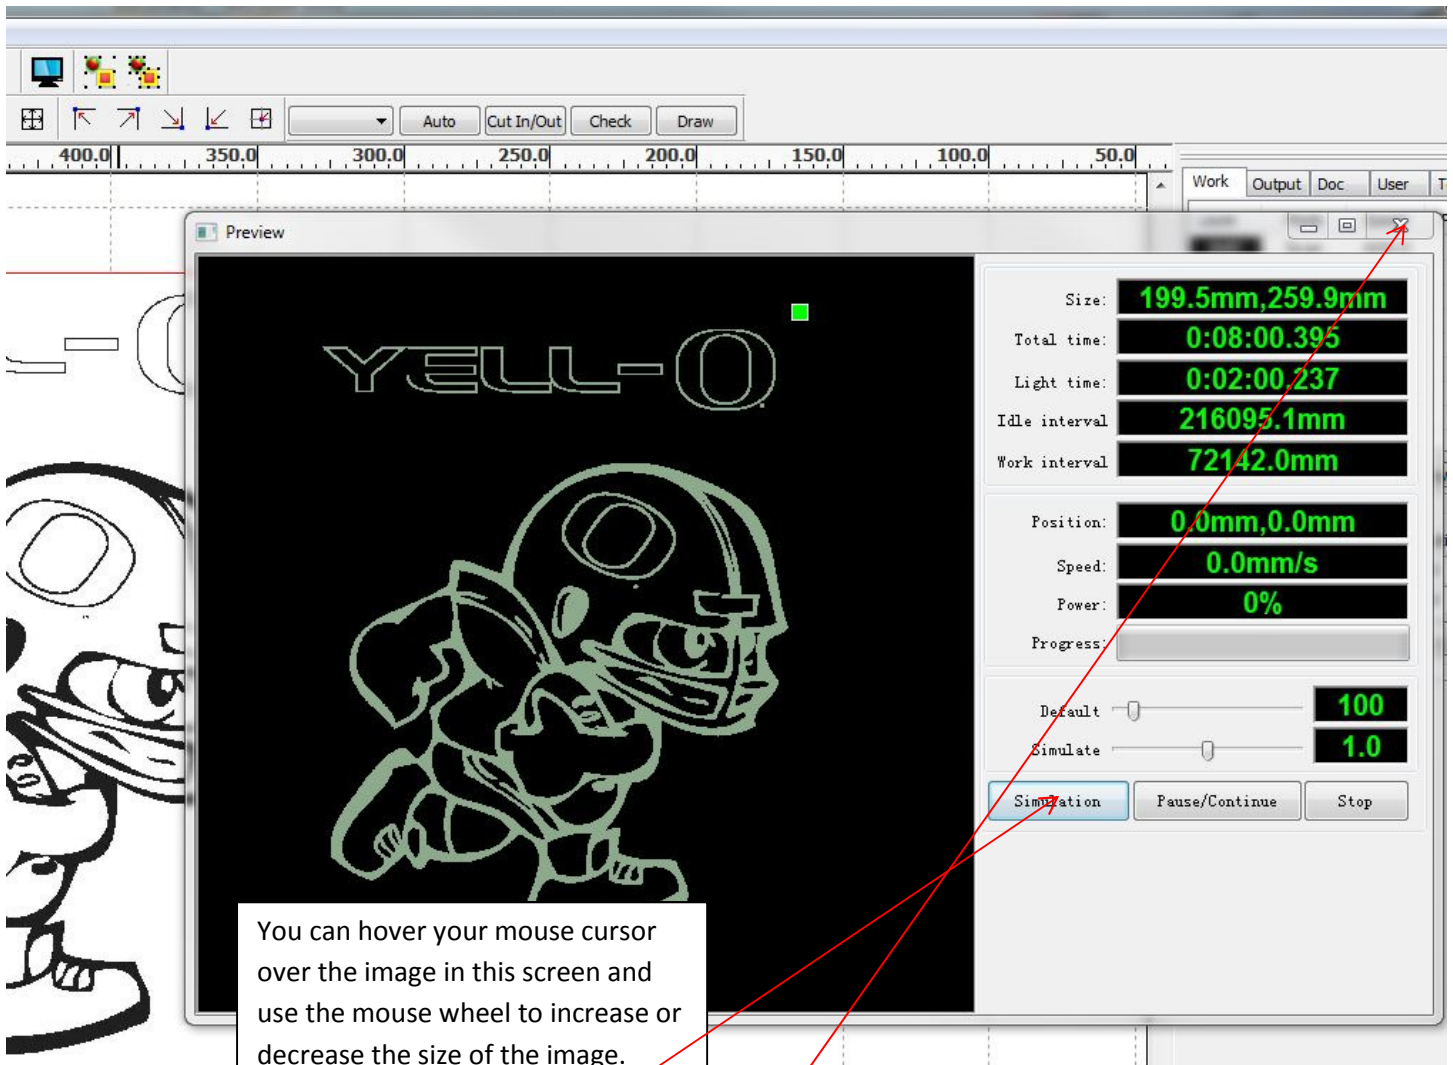 Auto Cut In/Out Check Draw
400.0 350.0 300.0 250.0 200.0 150.0 100.0 50.0
Work Output Doc User T
Preview
YELL-O
Size: 199.5mm,259.9mm
Total time: 0:08:00.395
Light time: 0:02:00.237
Idle interval 216095.1mm
Work interval 72142.0mm
Position: 0.0mm,0.0mm
Speed: 0.0mm/s
Power: 0%
Progress:
Default 100
Simulate 1.0
Simulation Pause/Continue Stop
You can hover your mouse cursor
over the image in this screen and
use the mouse wheel to increase or
decrease the size of the image.